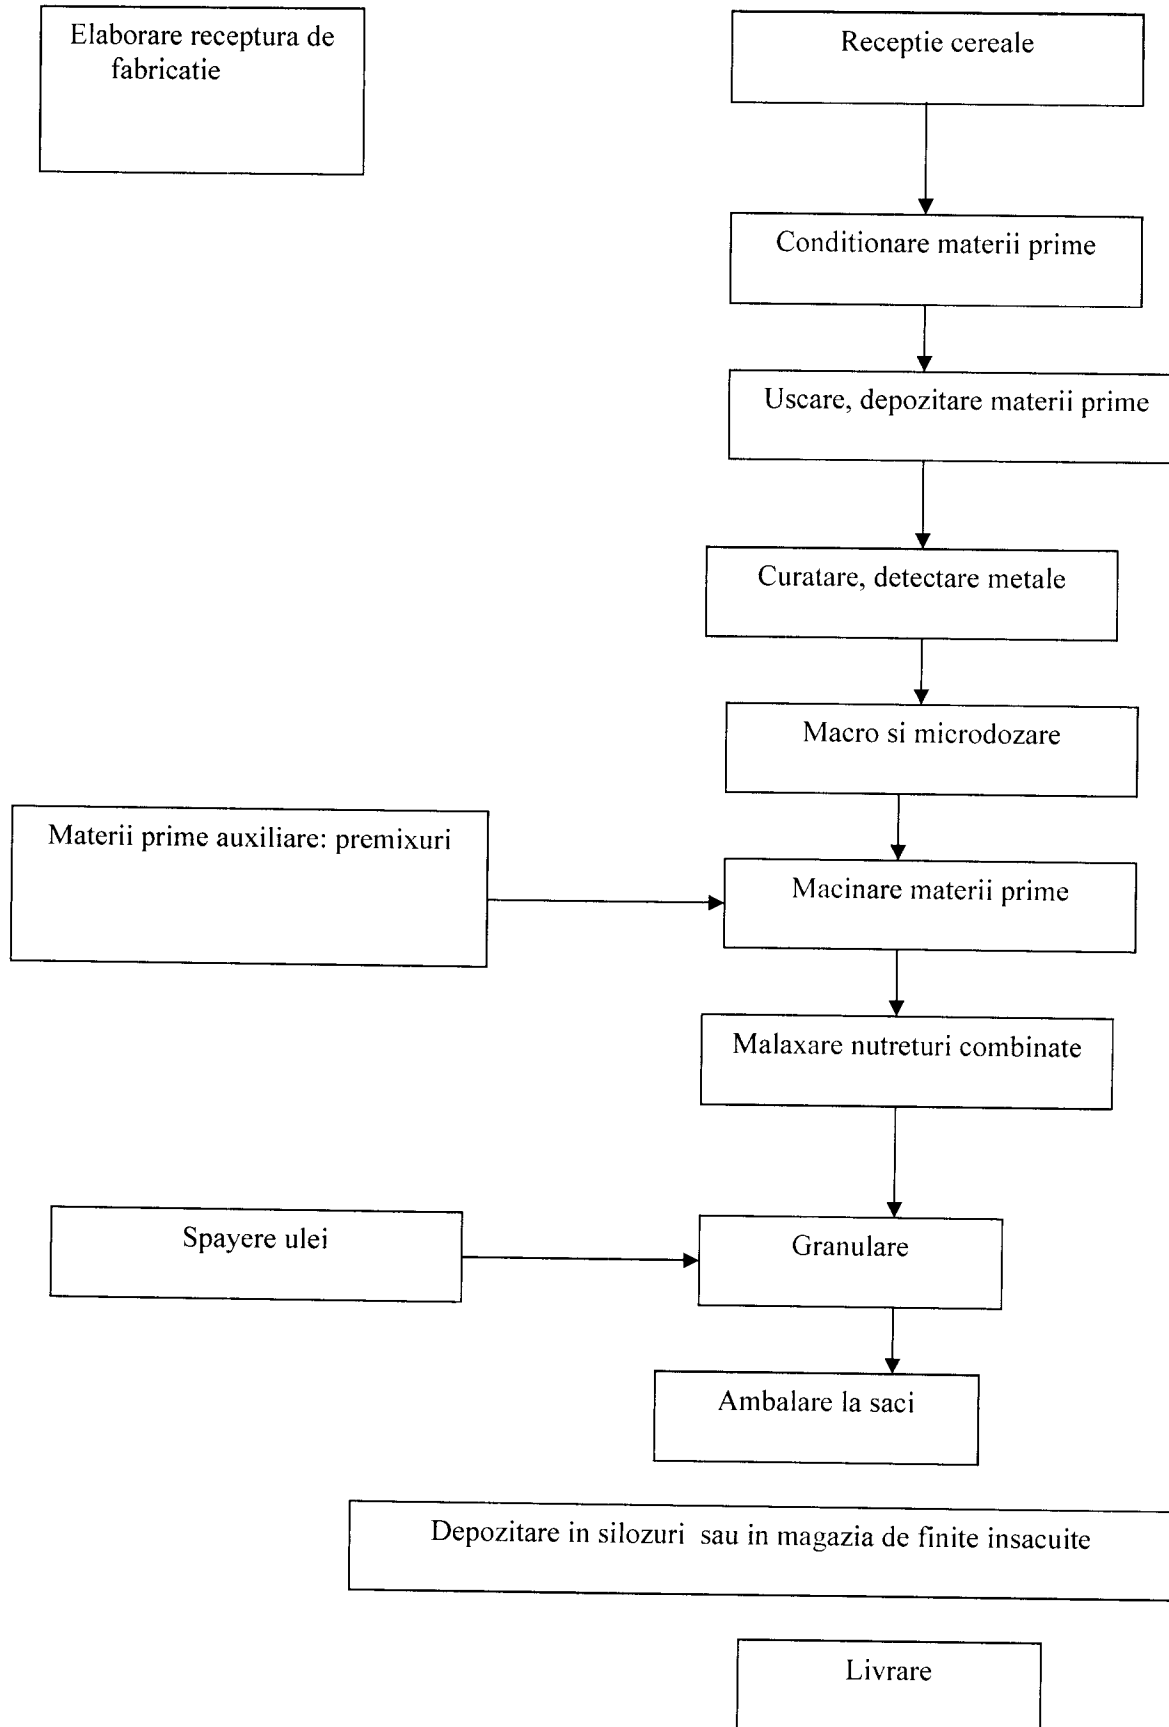 Elaborare receptura de
fabricatie
Receptie cereale
Conditionare materii prime
Uscare, depozitare materii prime
Curatare, detectare metale
Macro si microdozare
Materii prime auxiliare: premixuri
Macinare materii prime
Malaxare nutreturi combinate
Spayere ulei
Granulare
Ambalare la saci
Depozitare in silozuri sau in magazia de finite insacuite
Livrare